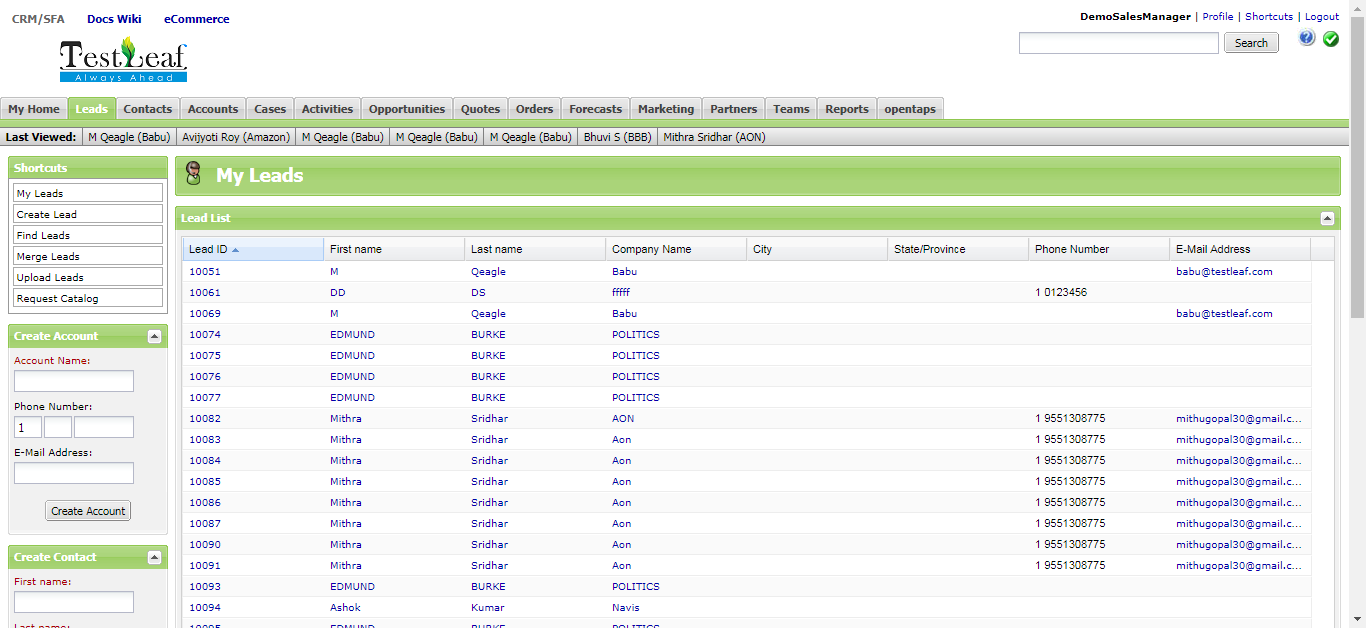 CRM/SFA Docs Wiki eCommerce
DemoSalesManager | Profile | Shortcuts | Logout
TestLeaf
Always Ahead
Search
My Home Leads Contacts Accounts Cases Activities Opportunities Quotes Orders Forecasts Marketing Partners Teams Reports opentaps
Last Viewed: M Qeagle (Babu) Avijyoti Roy (Amazon) M Qeagle (Babu) M Qeagle (Babu) M Qeagle (Babu) Bhuvi S (BBB) Mithra Sridhar (AON)
Shortcuts
My Leads
Create Lead
Find Leads
Merge Leads
Upload Leads
Request Catalog
Create Account
Account Name:
Phone Number:
1
E-Mail Address:
Create Account
Create Contact
First name:
Last name:
My Leads
Lead List
Lead ID First name Last name Company Name City State/Province Phone Number E-Mail Address
10051 M Qeagle Babu babu@testleaf.com
10061 DD DS fffff 1 0123456
10069 M Qeagle Babu babu@testleaf.com
10074 EDMUND BURKE POLITICS
10075 EDMUND BURKE POLITICS
10076 EDMUND BURKE POLITICS
10077 EDMUND BURKE POLITICS
10082 Mithra Sridhar AON 1 9551308775 mithugopal30@gmail.c...
10083 Mithra Sridhar Aon 1 9551308775 mithugopal30@gmail.c...
10084 Mithra Sridhar Aon 1 9551308775 mithugopal30@gmail.c...
10085 Mithra Sridhar Aon 1 9551308775 mithugopal30@gmail.c...
10086 Mithra Sridhar Aon 1 9551308775 mithugopal30@gmail.c...
10087 Mithra Sridhar Aon 1 9551308775 mithugopal30@gmail.c...
10090 Mithra Sridhar Aon 1 9551308775 mithugopal30@gmail.c...
10091 Mithra Sridhar Aon 1 9551308775 mithugopal30@gmail.c...
10093 EDMUND BURKE POLITICS
10094 Ashok Kumar Navis
10095 EDMUND BURKE POLITICS